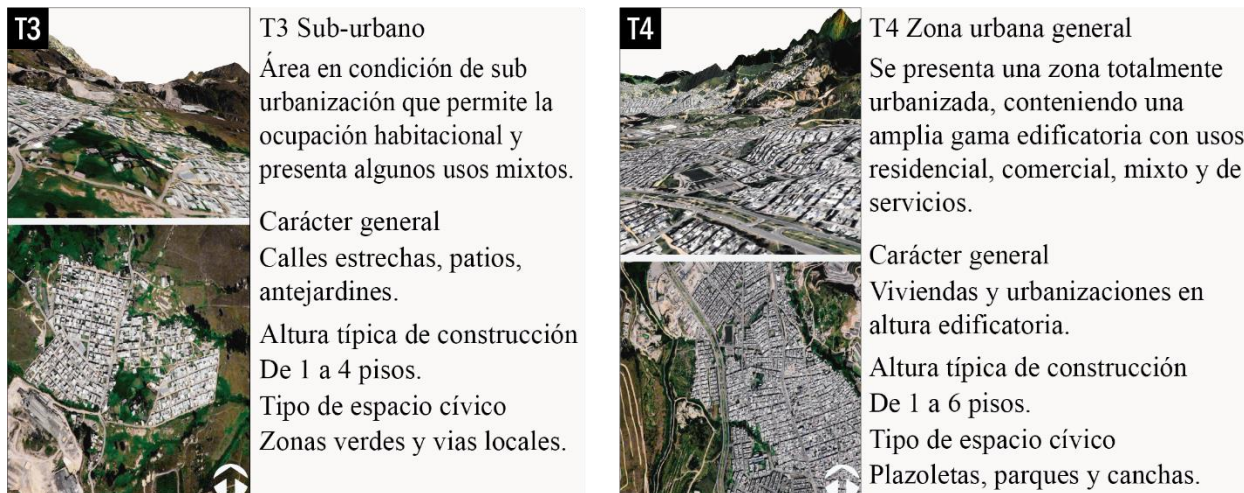 T3
T3 Sub-urbano
Área en condición de sub
urbanización que permite la
ocupación habitacional y
presenta algunos usos mixtos.
Carácter general
Calles estrechas, patios,
antejardines.
Altura típica de construcción
De 1 a 4 pisos.
Tipo de espacio cívico
Zonas verdes y vias locales.
T4
T4 Zona urbana general
Se presenta una zona totalmente
urbanizada, conteniendo una
amplia gama edificatoria con usos
residencial, comercial, mixto y de
servicios.
Carácter general
Viviendas y urbanizaciones en
altura edificatoria.
Altura típica de construcción
De 1 a 6 pisos.
Tipo de espacio cívico
Plazoletas, parques y canchas.